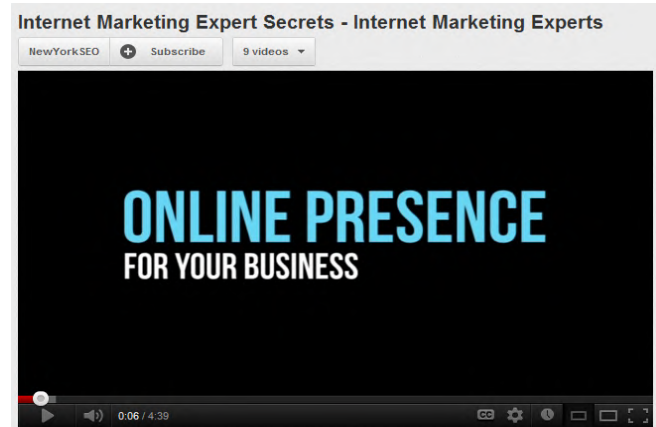 Internet Marketing Expert Secrets - Internet Marketing Experts
NewYorkSEO Subscribe 9 videos
ONLINE PRESENCE
FOR YOUR BUSINESS
0:06 / 4:39 CC